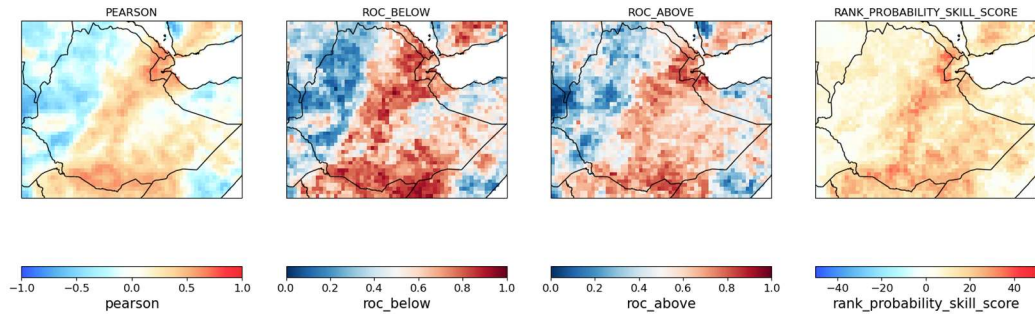 PEARSON
ROC_BELOW
ROC_ABOVE
RANK_PROBABILITY_SKILL_SCORE
−1.0 −0.5 0.0 0.5 1.0
pearson
0.0 0.2 0.4 0.6 0.8 1.0
roc_below
0.0 0.2 0.4 0.6 0.8 1.0
roc_above
−40 −20 0 20 40
rank_probability_skill_score